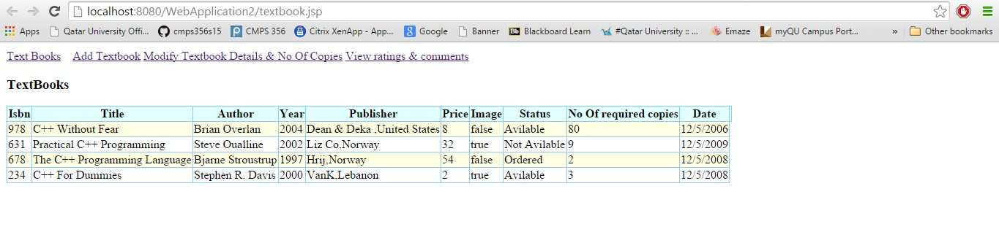 localhost:8080/WebApplication2/textbook.jsp
Apps Qatar University Offi... cmps356s15 CMPS 356 Citrix XenApp - App... Google Banner Bb Blackboard Learn #Qatar University :: ... Emaze myQU Campus Port... » Other bookmarks
Text Books Add Textbook Modify Textbook Details & No Of Copies View ratings & comments
TextBooks
Isbn Title Author Year Publisher Price Image Status No Of required copies Date
978 C++ Without Fear Brian Overlan 2004 Dean & Deka ,United States 8 false Avilable 80 12/5/2006
631 Practical C++ Programming Steve Oualline 2002 Liz Co,Norway 32 true Not Available 9 12/5/2009
678 The C++ Programming Language Bjarne Stroustrup 1997 Hrij,Norway 54 false Ordered 2 12/5/2008
234 C++ For Dummies Stephen R. Davis 2000 VanK,Lebanon 2 true Avilable 3 12/5/2008